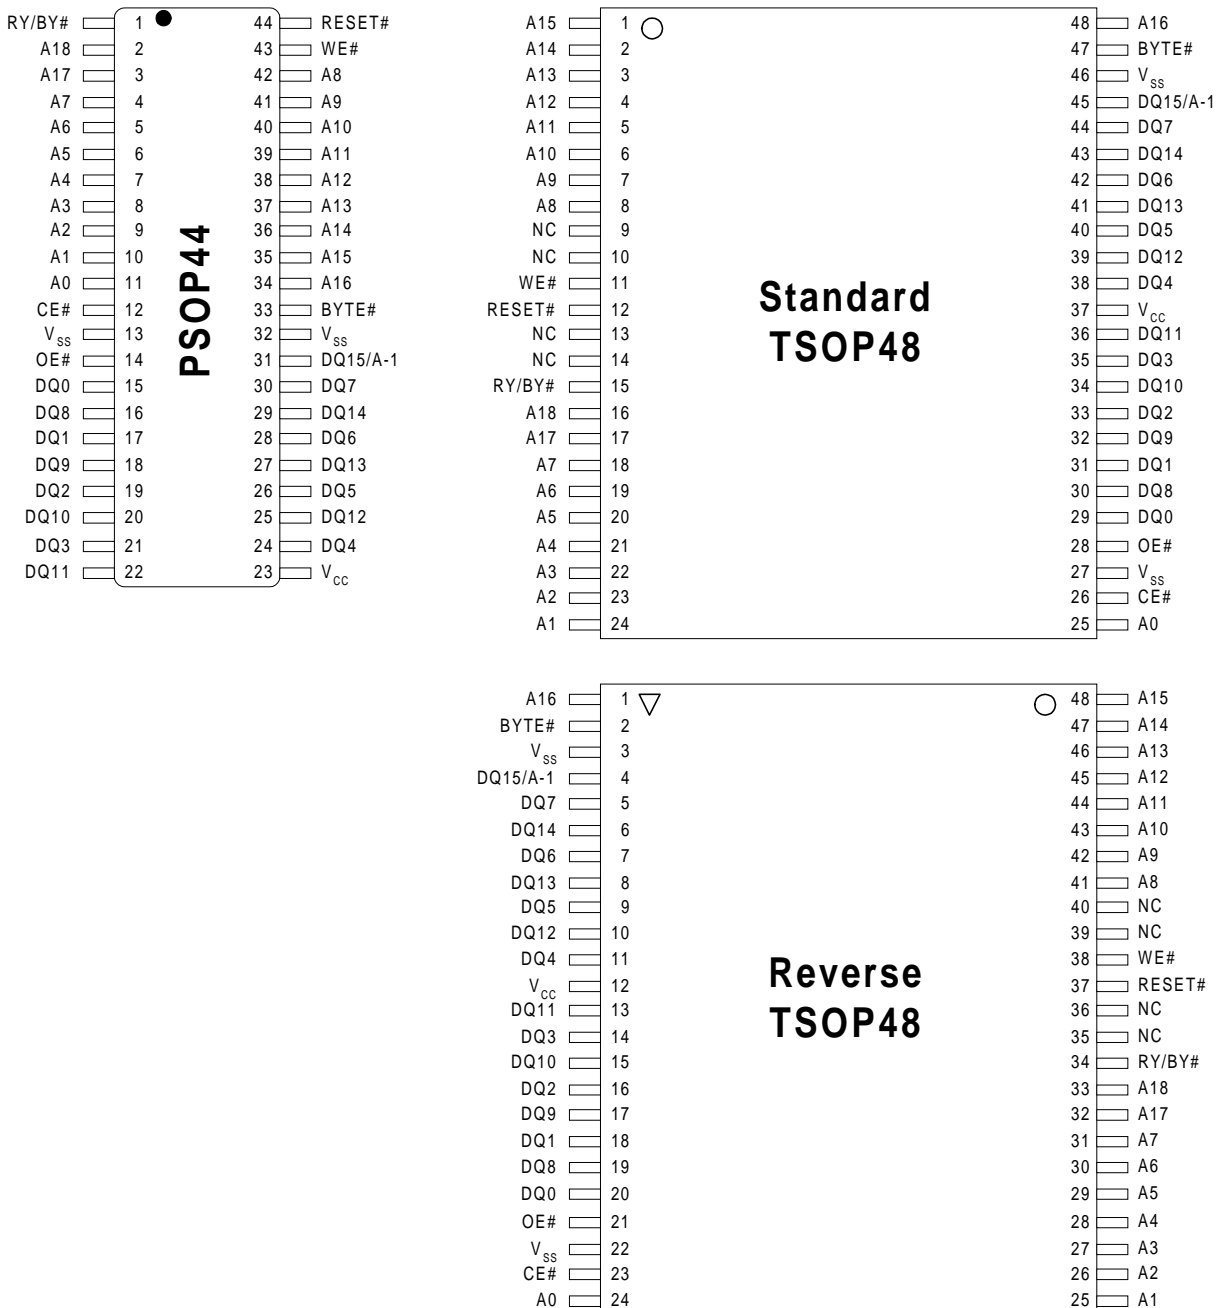 RY/BY# 1 44 RESET#
A18 2 43 WE#
A17 3 42 A8
A7 4 41 A9
A6 5 40 A10
A5 6 39 A11
A4 7 38 A12
A3 8 37 A13
A2 9 36 A14
A1 10 35 A15
A0 11 34 A16
CE# 12 33 BYTE#
VSS 13 32 VSS
OE# 14 31 DQ15/A-1
DQ0 15 30 DQ7
DQ8 16 29 DQ14
DQ1 17 28 DQ6
DQ9 18 27 DQ13
DQ2 19 26 DQ5
DQ10 20 25 DQ12
DQ3 21 24 DQ4
DQ11 22 23 VCC
PSOP44
A15 1 48 A16
A14 2 47 BYTE#
A13 3 46 VSS
A12 4 45 DQ15/A-1
A11 5 44 DQ7
A10 6 43 DQ14
A9 7 42 DQ6
A8 8 41 DQ13
NC 9 40 DQ5
NC 10 39 DQ12
WE# 11 38 DQ4
RESET# 12 37 VCC
NC 13 36 DQ11
NC 14 35 DQ3
RY/BY# 15 34 DQ10
A18 16 33 DQ2
A17 17 32 DQ9
A7 18 31 DQ1
A6 19 30 DQ8
A5 20 29 DQ0
A4 21 28 OE#
A3 22 27 VSS
A2 23 26 CE#
A1 24 25 A0
Standard
TSOP48
A16 1 48 A15
BYTE# 2 47 A14
VSS 3 46 A13
DQ15/A-1 4 45 A12
DQ7 5 44 A11
DQ14 6 43 A10
DQ6 7 42 A9
DQ13 8 41 A8
DQ5 9 40 NC
DQ12 10 39 NC
DQ4 11 38 WE#
VCC 12 37 RESET#
DQ11 13 36 NC
DQ3 14 35 NC
DQ10 15 34 RY/BY#
DQ2 16 33 A18
DQ9 17 32 A17
DQ1 18 31 A7
DQ8 19 30 A6
DQ0 20 29 A5
OE# 21 28 A4
VSS 22 27 A3
CE# 23 26 A2
A0 24 25 A1
Reverse
TSOP48